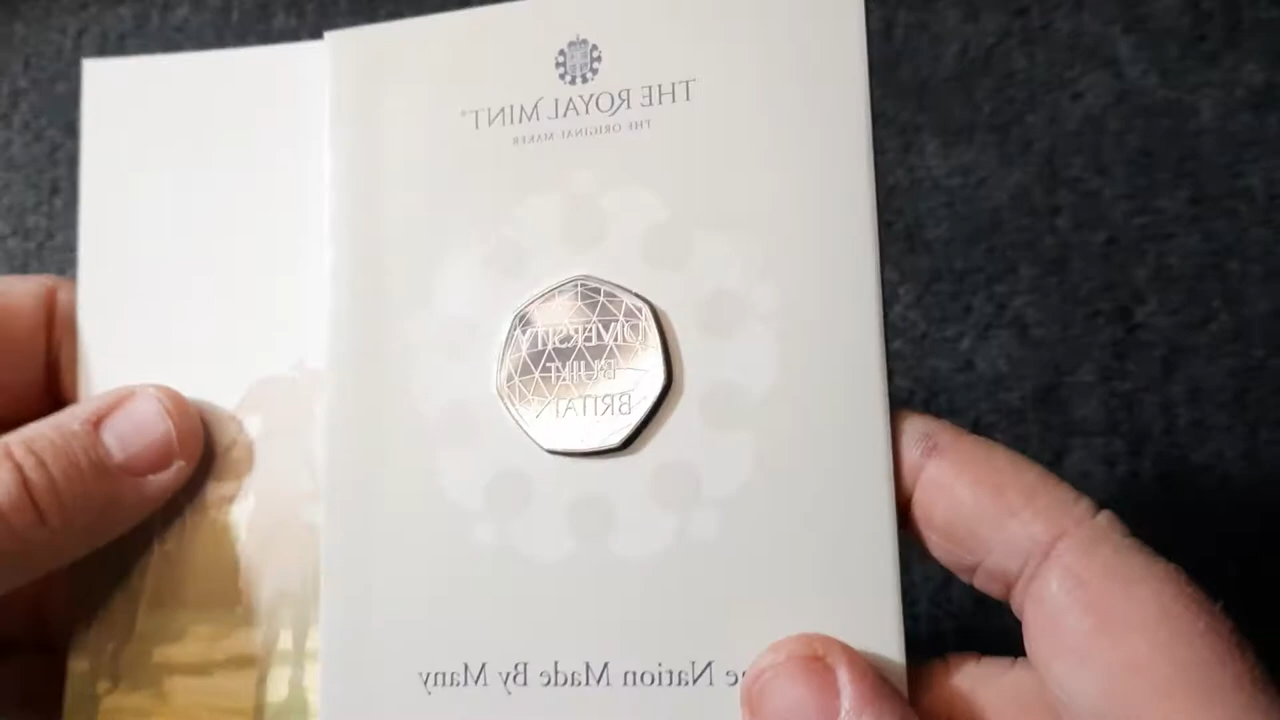 THE ROYAL MINT®
THE ORIGINAL MAKER
DIVERSITY
BUILT
BRITAIN
Nation Made By Many